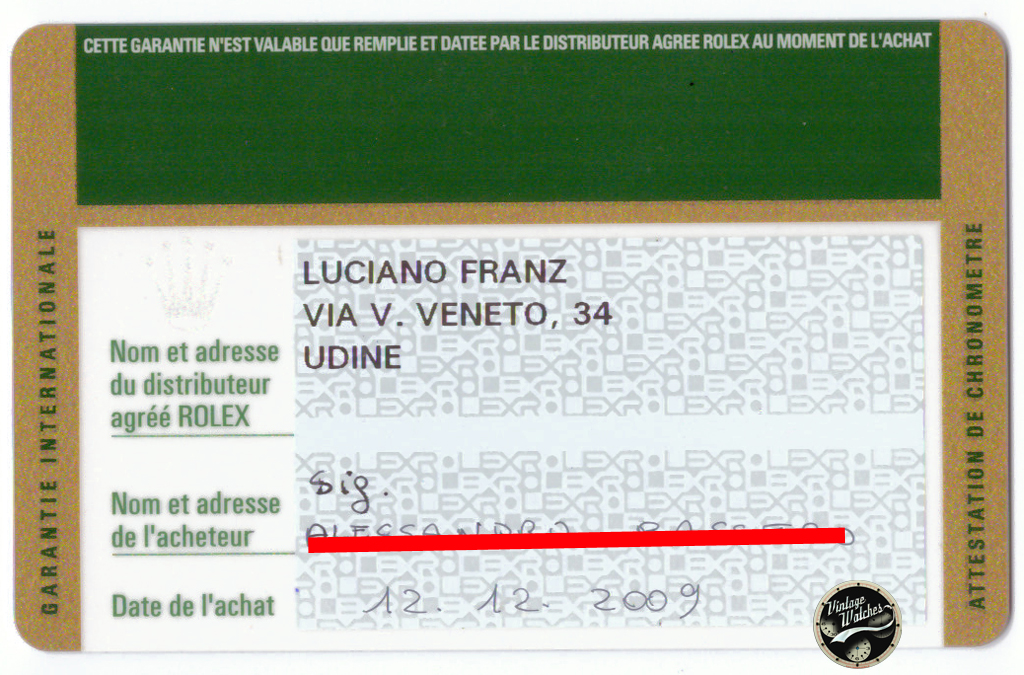 CETTE GARANTIE N'EST VALABLE QUE REMPLIE ET DATEE PAR LE DISTRIBUTEUR AGREE ROLEX AU MOMENT DE L'ACHAT
GARANTIE INTERNATIONALE
LUCIANO FRANZ
VIA V. VENETO, 34
UDINE
Nom et adresse
du distributeur
agréé ROLEX
Nom et adresse
de l'acheteur
Sig.
Date de l'achat
12. 12. 2009
ATTESTATION DE CHRONOMETRE
Vintage
Watches